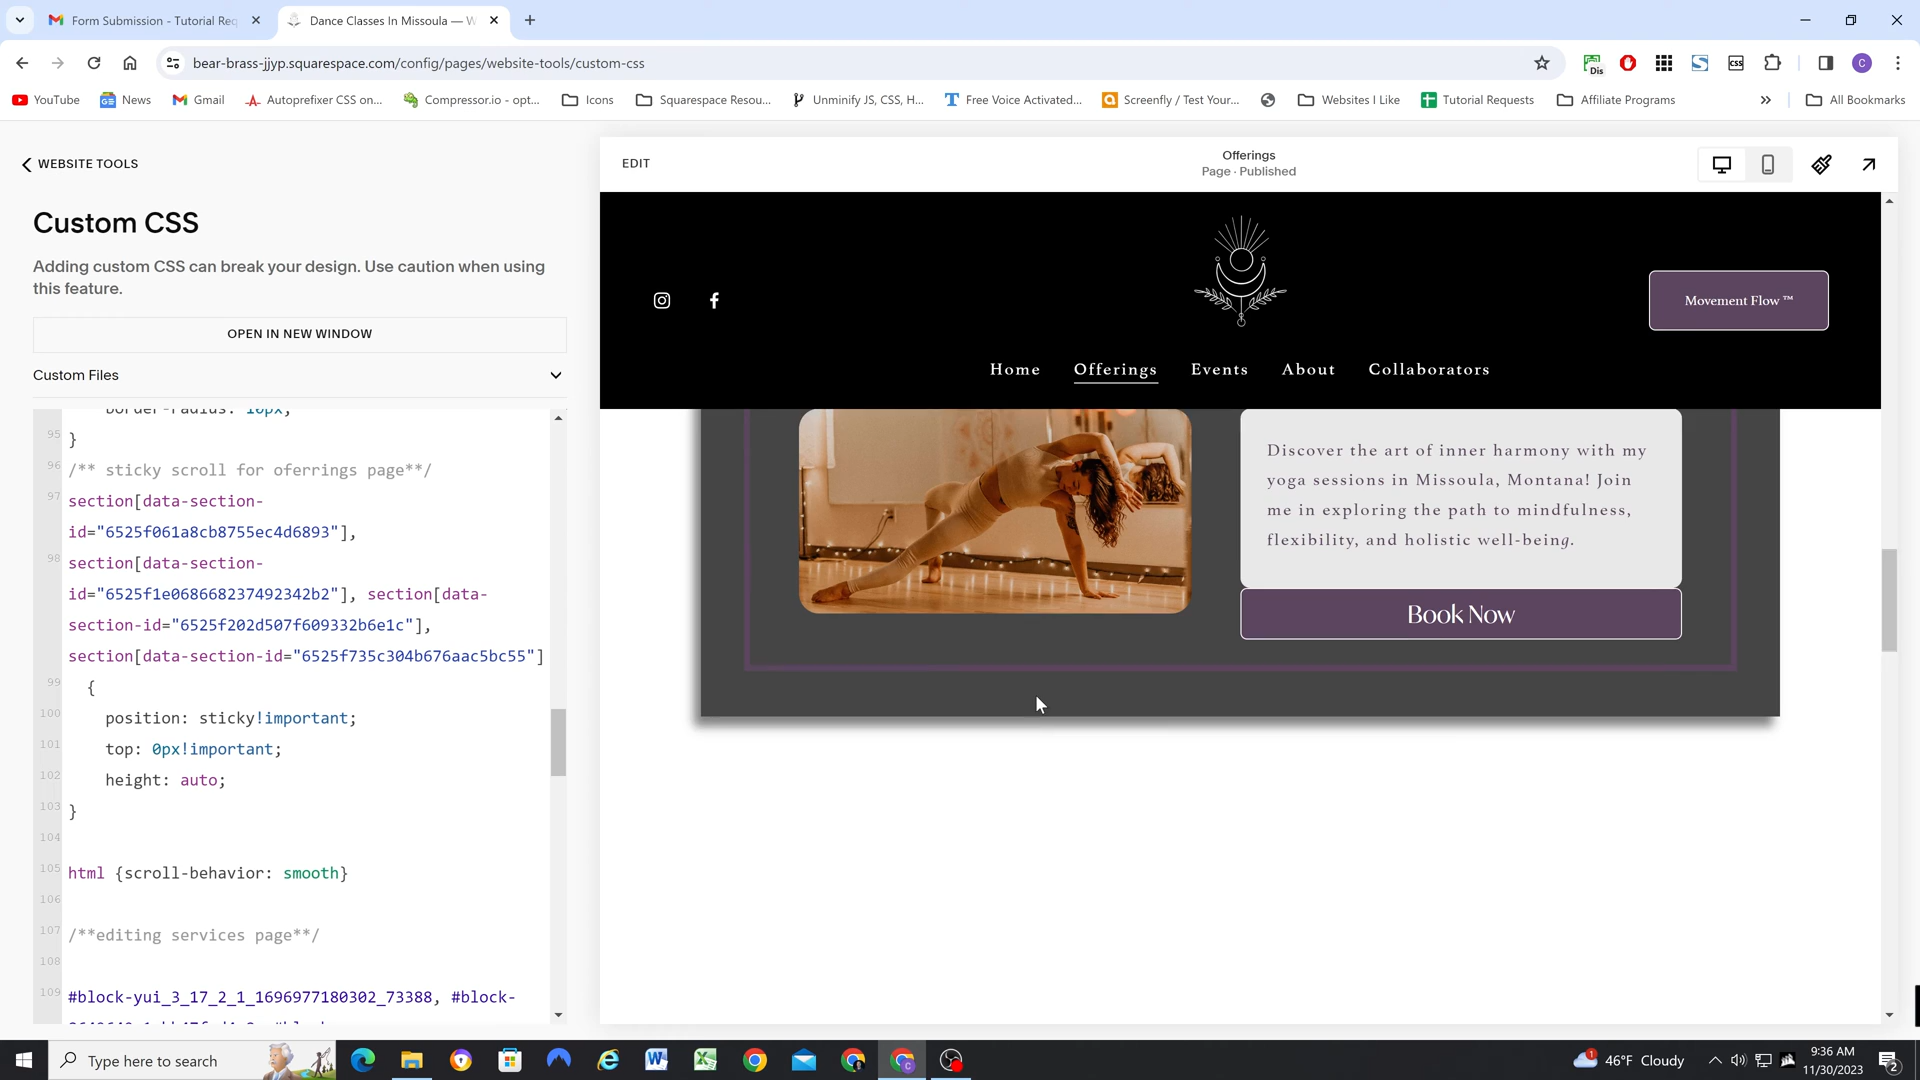 Form Submission - Tutorial Req
Dance Classes In Missoula — W
bear-brass-jjyp.squarespace.com/config/pages/website-tools/custom-css
Dis
CSS
C
YouTube
News
Gmail
Autoprefixer CSS on...
Compressor.io - opt...
Icons
Squarespace Resou...
Unminify JS, CSS, H...
Free Voice Activated...
Screenfly / Test Your...
Websites I Like
Tutorial Requests
Affiliate Programs
All Bookmarks
WEBSITE TOOLS
Custom CSS
Adding custom CSS can break your design. Use caution when using
this feature.
OPEN IN NEW WINDOW
Custom Files
border-radius: 10px;
95 }
96 /** sticky scroll for oferrings page**/
97 section[data-section-
id="6525f061a8cb8755ec4d6893"],
98 section[data-section-
id="6525f1e068668237492342b2"], section[data-
section-id="6525f202d507f609332b6e1c"],
section[data-section-id="6525f735c304b676aac5bc55"]
99 {
100 position: sticky!important;
101 top: 0px!important;
102 height: auto;
103 }
104
105 html {scroll-behavior: smooth}
106
107 /**editing services page**/
108
109 #block-yui_3_17_2_1_1696977180302_73388, #block-
EDIT
Offerings
Page · Published
Movement Flow ™
Home
Offerings
Events
About
Collaborators
Discover the art of inner harmony with my
yoga sessions in Missoula, Montana! Join
me in exploring the path to mindfulness,
flexibility, and holistic well-being.
Book Now
Type here to search
46°F Cloudy
9:36 AM
11/30/2023
2